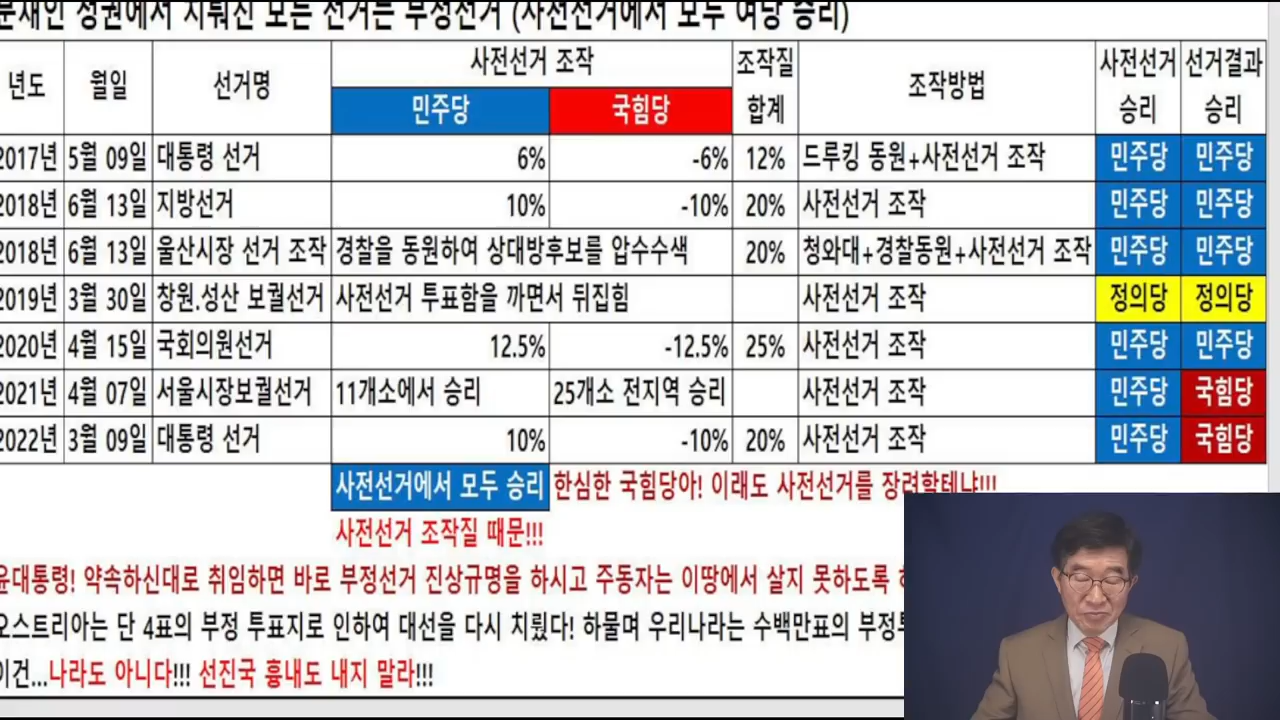 문재인 정권에서 치뤄진 모든 선거는 부정선거 (사전선거에서 모두 여당 승리)
년도 월일 선거명 사전선거 조작 조작질 합계 조작방법 사전선거 승리 선거결과 승리
민주당 국힘당
2017년 5월 09일 대통령 선거 6% -6% 12% 드루킹 동원+사전선거 조작 민주당 민주당
2018년 6월 13일 지방선거 10% -10% 20% 사전선거 조작 민주당 민주당
2018년 6월 13일 울산시장 선거 조작 경찰을 동원하여 상대방후보를 압수수색 20% 청와대+경찰동원+사전선거 조작 민주당 민주당
2019년 3월 30일 창원.성산 보궐선거 사전선거 투표함을 까면서 뒤집힘 사전선거 조작 정의당 정의당
2020년 4월 15일 국회의원선거 12.5% -12.5% 25% 사전선거 조작 민주당 민주당
2021년 4월 07일 서울시장보궐선거 11개소에서 승리 25개소 전지역 승리 사전선거 조작 민주당 국힘당
2022년 3월 09일 대통령 선거 10% -10% 20% 사전선거 조작 민주당 국힘당
사전선거에서 모두 승리 한심한 국힘당아! 이래도 사전선거를 장려할테냐!!!
사전선거 조작질 때문!!!
윤대통령! 약속하신대로 취임하면 바로 부정선거 진상규명을 하시고 주동자는 이땅에서 살지 못하도록
오스트리아는 단 4표의 부정 투표지로 인하여 대선을 다시 치뤘다! 하물며 우리나라는 수백만표의
이건...나라도 아니다!!! 선진국 흉내도 내지 말라!!!